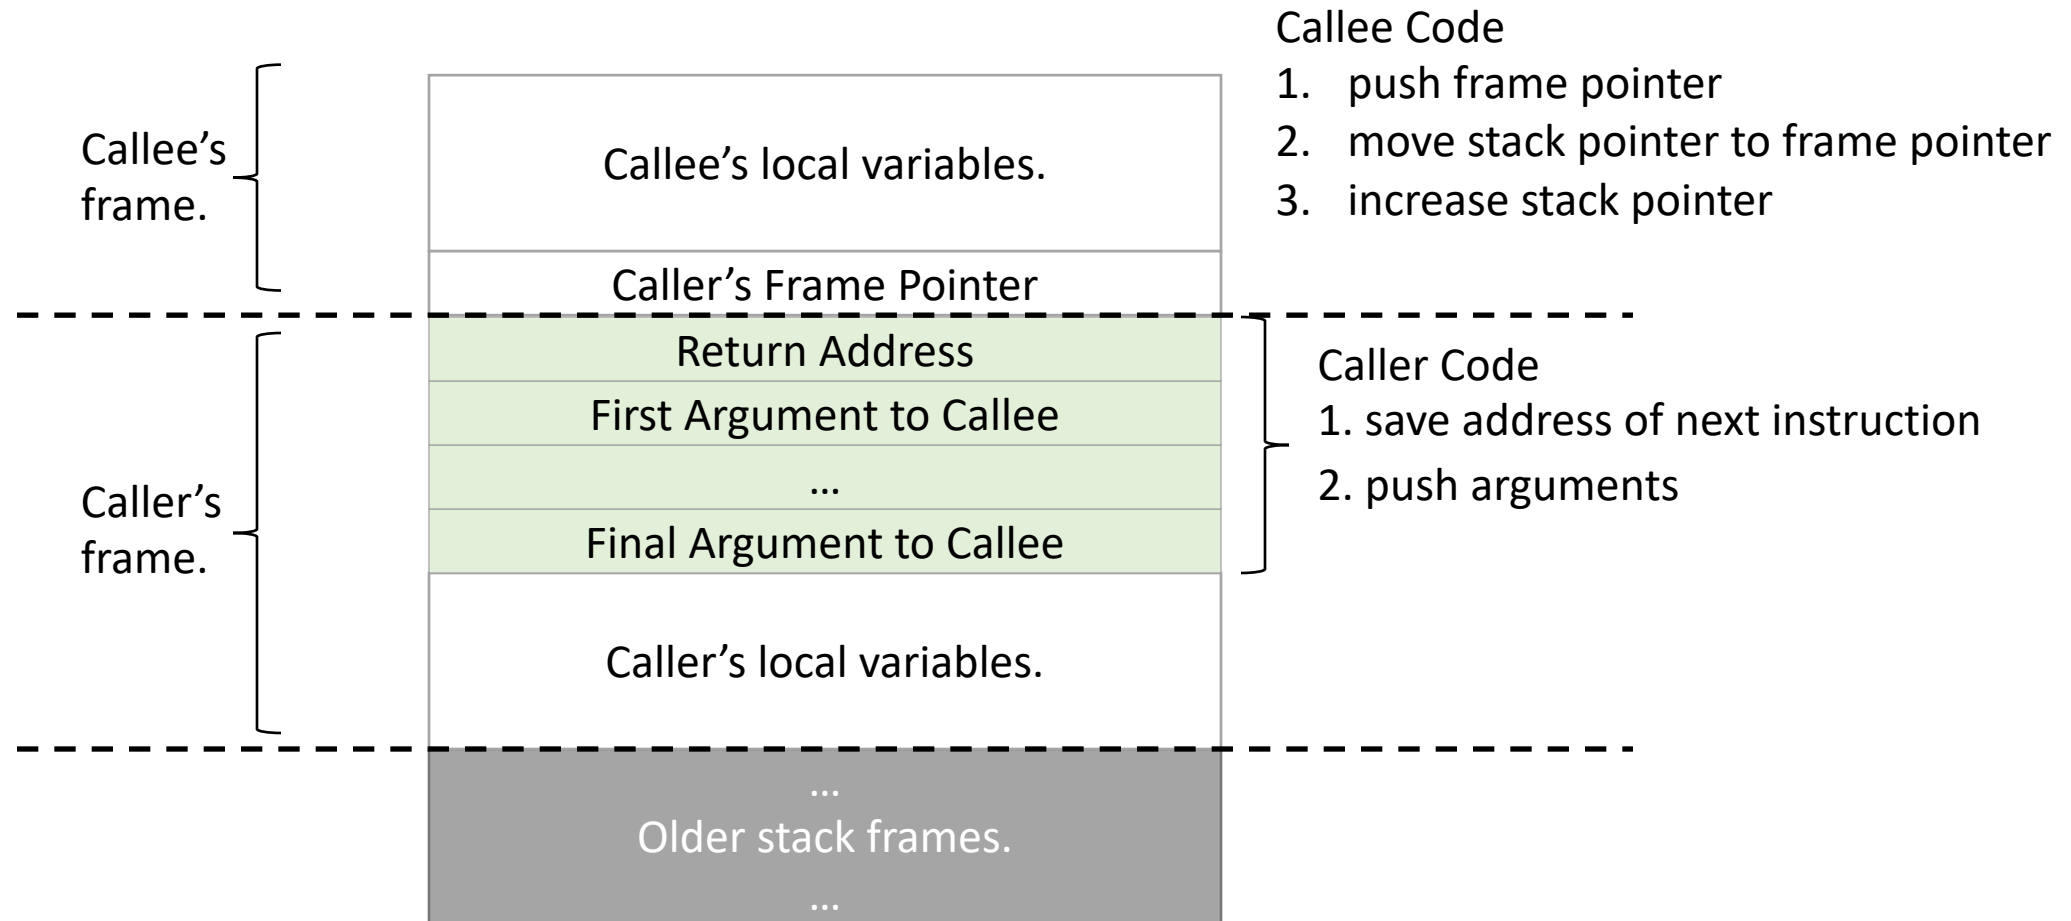 Callee Code
1. push frame pointer
2. move stack pointer to frame pointer
3. increase stack pointer
Callee’s
frame.
Callee’s local variables.
Caller’s Frame Pointer
Caller’s
frame.
Return Address
First Argument to Callee
…
Final Argument to Callee
Caller’s local variables.
Caller Code
1. save address of next instruction
2. push arguments
…
Older stack frames.
…